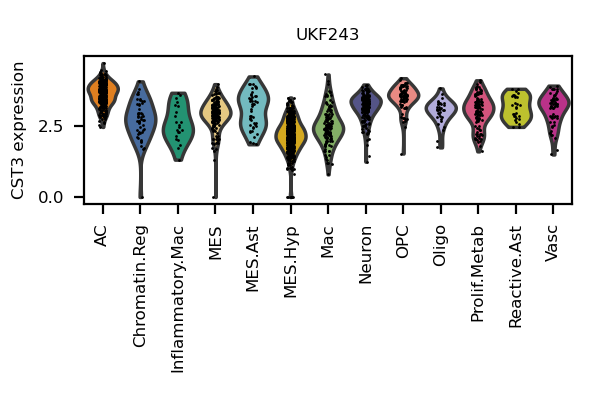 UKF243
CST3 expression
2.5
0.0
AC
Chromatin.Reg
Inflammatory.Mac
MES
MES.Ast
MES.Hyp
Mac
Neuron
OPC
Oligo
Prolif.Metab
Reactive.Ast
Vasc